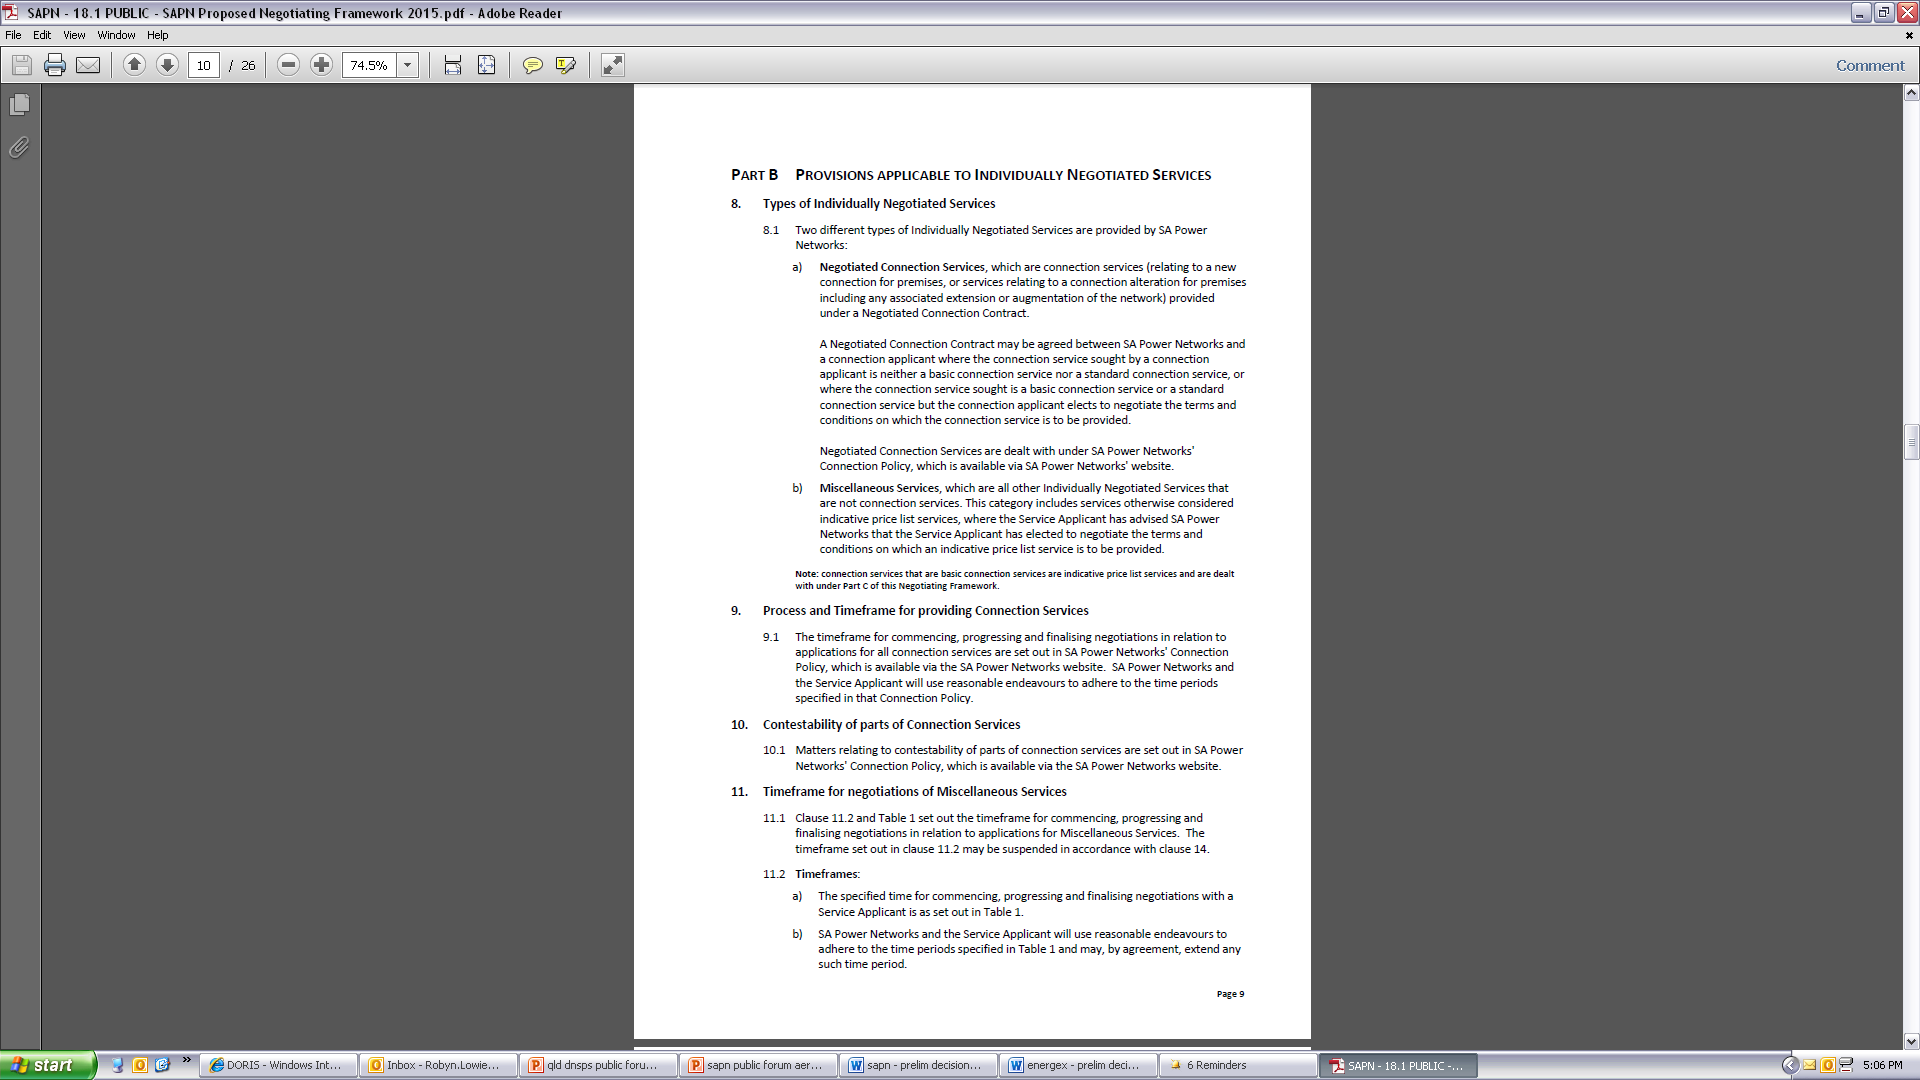 SAPN - 18.1 PUBLIC - SAPN Proposed Negotiating Framework 2015.pdf - Adobe Reader
File Edit View Window Help
10 / 26 74.5% Comment
PART B PROVISIONS APPLICABLE TO INDIVIDUALLY NEGOTIATED SERVICES
8. Types of Individually Negotiated Services
8.1 Two different types of Individually Negotiated Services are provided by SA Power
Networks:
a) Negotiated Connection Services, which are connection services (relating to a new
connection for premises, or services relating to a connection alteration for premises
including any associated extension or augmentation of the network) provided
under a Negotiated Connection Contract.
A Negotiated Connection Contract may be agreed between SA Power Networks and
a connection applicant where the connection service sought by a connection
applicant is neither a basic connection service nor a standard connection service, or
where the connection service sought is a basic connection service or a standard
connection service but the connection applicant elects to negotiate the terms and
conditions on which the connection service is to be provided.
Negotiated Connection Services are dealt with under SA Power Networks'
Connection Policy, which is available via SA Power Networks' website.
b) Miscellaneous Services, which are all other Individually Negotiated Services that
are not connection services. This category includes services otherwise considered
indicative price list services, where the Service Applicant has advised SA Power
Networks that the Service Applicant has elected to negotiate the terms and
conditions on which an indicative price list service is to be provided.
Note: connection services that are basic connection services are indicative price list services and are dealt
with under Part C of this Negotiating Framework.
9. Process and Timeframe for providing Connection Services
9.1 The timeframe for commencing, progressing and finalising negotiations in relation to
applications for all connection services are set out in SA Power Networks' Connection
Policy, which is available via the SA Power Networks website. SA Power Networks and
the Service Applicant will use reasonable endeavours to adhere to the time periods
specified in that Connection Policy.
10. Contestability of parts of Connection Services
10.1 Matters relating to contestability of parts of connection services are set out in SA Power
Networks' Connection Policy, which is available via the SA Power Networks website.
11. Timeframe for negotiations of Miscellaneous Services
11.1 Clause 11.2 and Table 1 set out the timeframe for commencing, progressing and
finalising negotiations in relation to applications for Miscellaneous Services. The
timeframe set out in clause 11.2 may be suspended in accordance with clause 14.
11.2 Timeframes:
a) The specified time for commencing, progressing and finalising negotiations with a
Service Applicant is as set out in Table 1.
b) SA Power Networks and the Service Applicant will use reasonable endeavours to
adhere to the time periods specified in Table 1 and may, by agreement, extend any
such time period.
Page 9
start DORIS - Windows Int... Inbox - Robyn.Lowie... qld dnsps public foru... sapn public forum aer... sapn - prelim decision... energex - prelim deci... 6 Reminders SAPN - 18.1 PUBLIC -... 5:06 PM